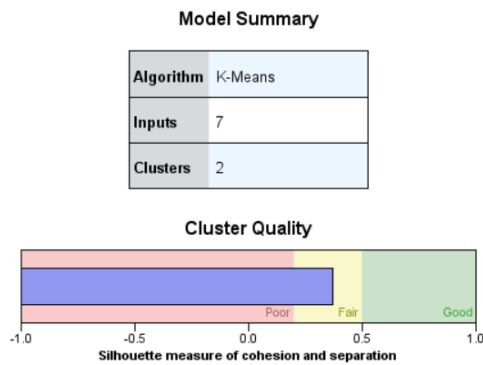 Model Summary
Algorithm K-Means
Inputs 7
Clusters 2
Cluster Quality
Poor Fair Good
-1.0 -0.5 0.0 0.5 1.0
Silhouette measure of cohesion and separation